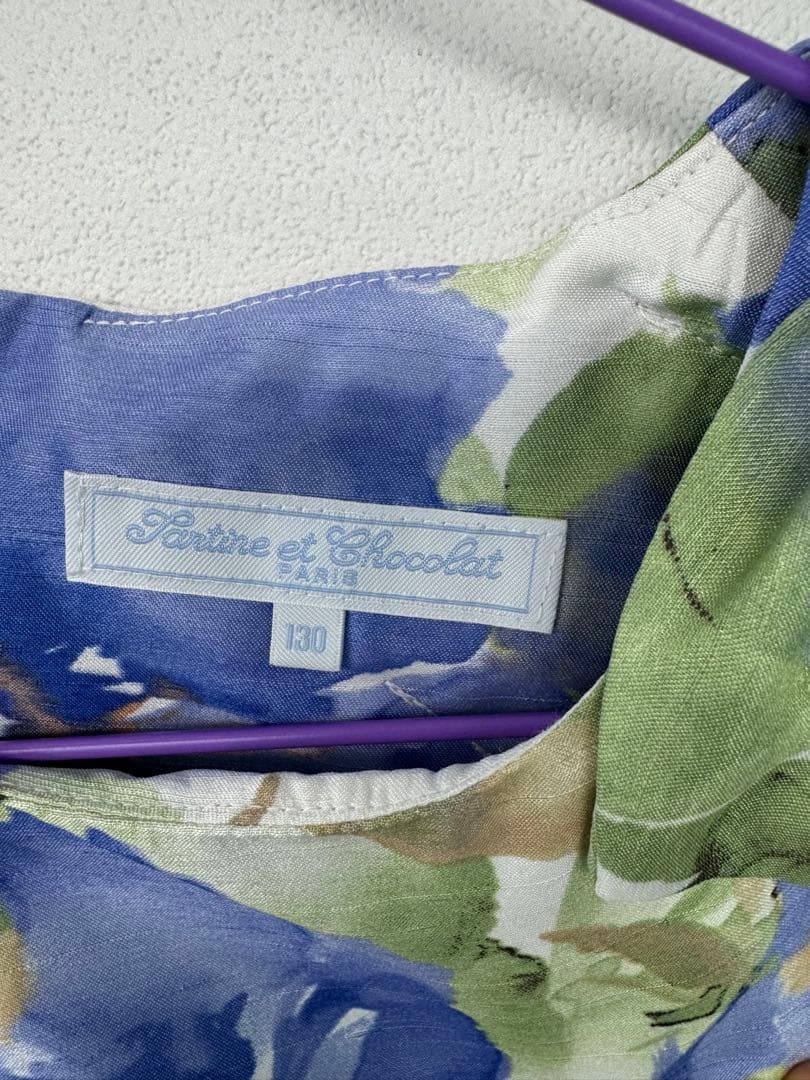 Tartine et Chocolat
PARIS
130